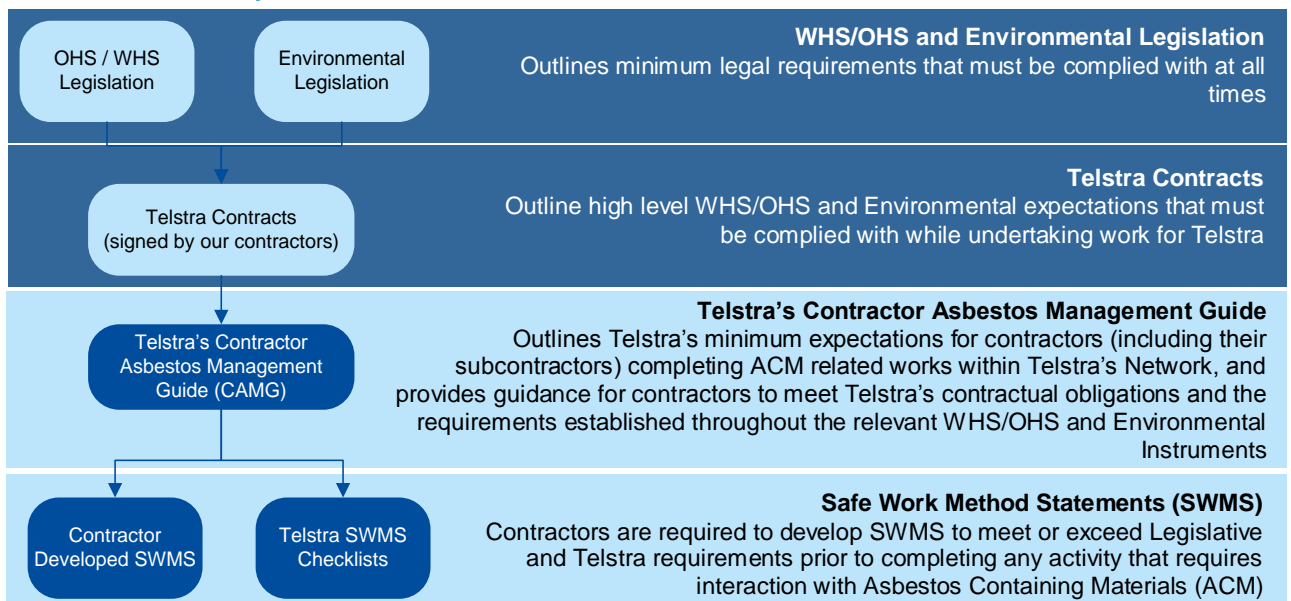 OHS / WHS
Legislation
Environmental
Legislation
WHS/OHS and Environmental Legislation
Outlines minimum legal requirements that must be complied with at all
times
Telstra Contracts
(signed by our contractors)
Telstra Contracts
Outline high level WHS/OHS and Environmental expectations that must
be complied with while undertaking work for Telstra
Telstra's Contractor
Asbestos Management
Guide (CAMG)
Telstra's Contractor Asbestos Management Guide
Outlines Telstra's minimum expectations for contractors (including their
subcontractors) completing ACM related works within Telstra's Network, and
provides guidance for contractors to meet Telstra's contractual obligations and the
requirements established throughout the relevant WHS/OHS and Environmental
Instruments
Contractor
Developed SWMS
Telstra SWMS
Checklists
Safe Work Method Statements (SWMS)
Contractors are required to develop SWMS to meet or exceed Legislative
and Telstra requirements prior to completing any activity that requires
interaction with Asbestos Containing Materials (ACM)